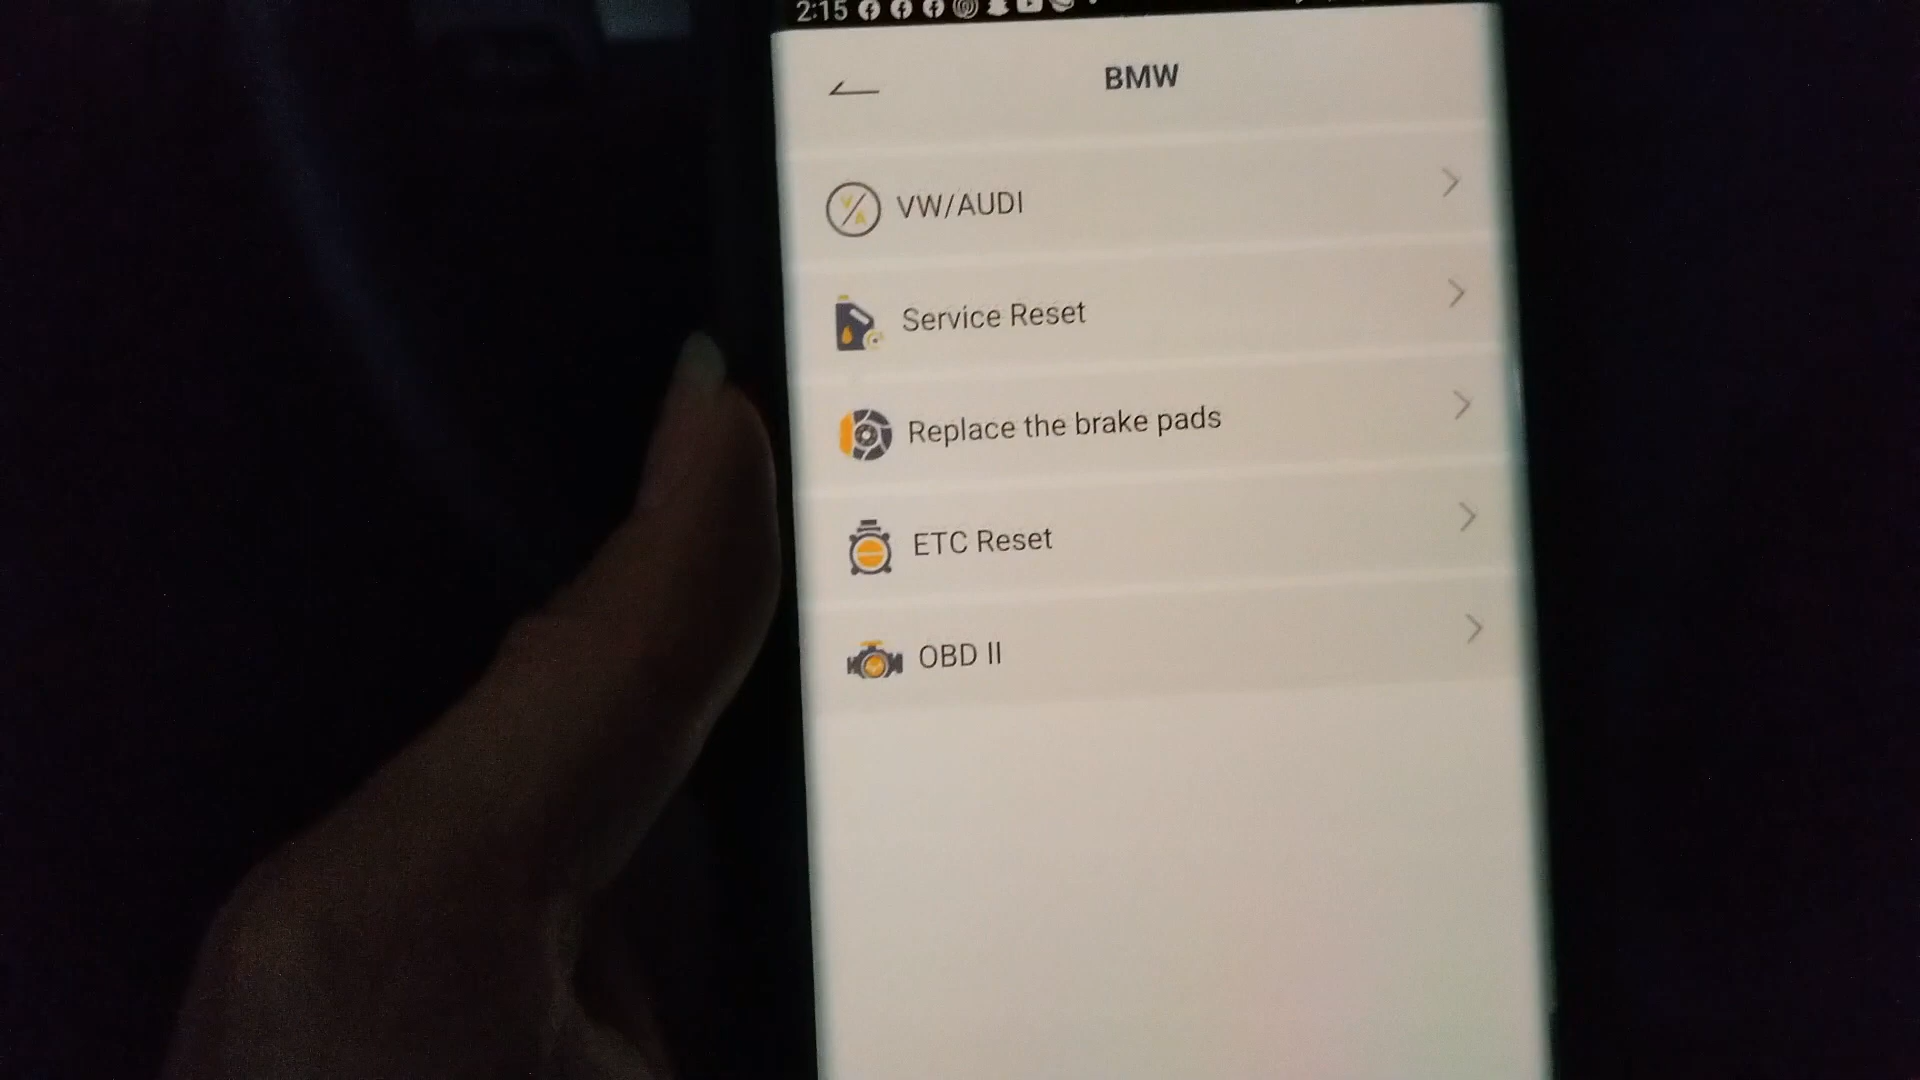 2:15
BMW
VW/AUDI
Service Reset
Replace the brake pads
ETC Reset
OBD II